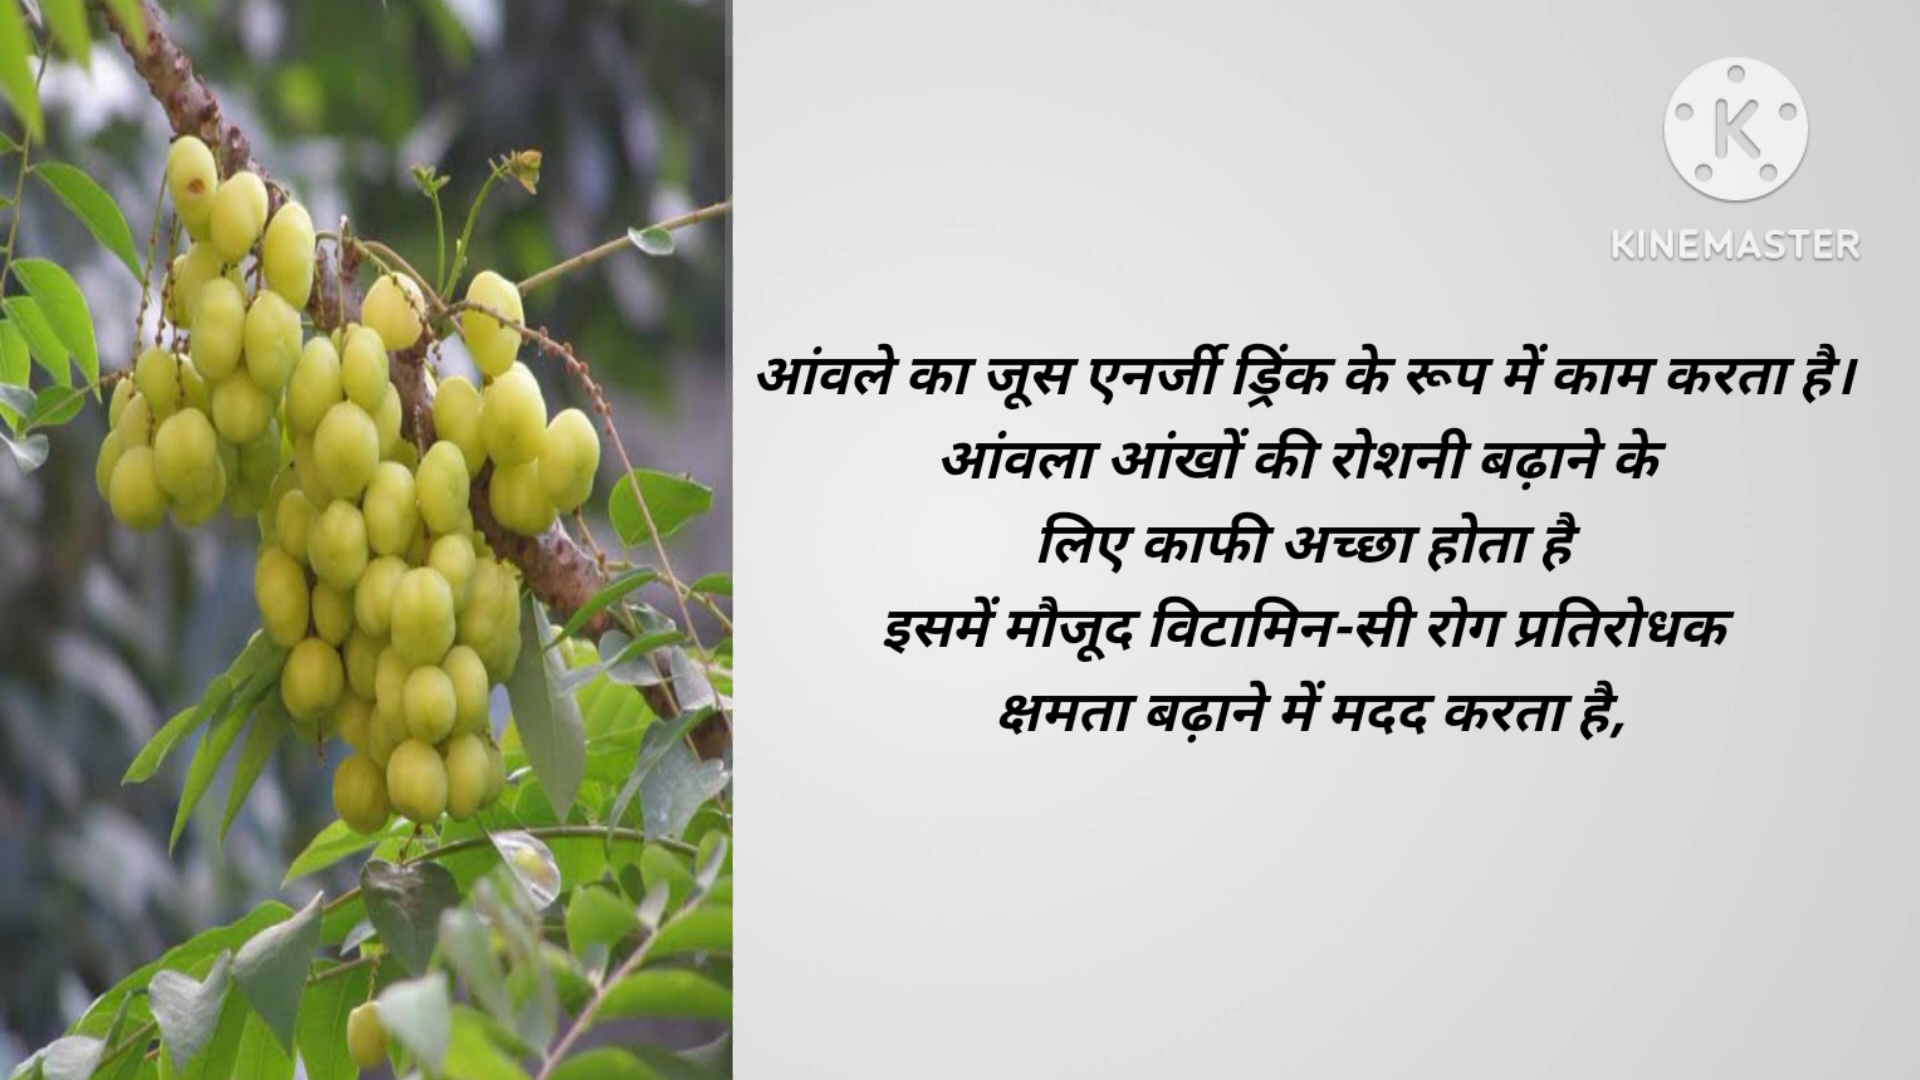 K
KINEMASTER
आंवले का जूस एनर्जी ड्रिंक के रूप में काम करता है।
आंवला आंखों की रोशनी बढ़ाने के
लिए काफी अच्छा होता है
इसमें मौजूद विटामिन-सी रोग प्रतिरोधक
क्षमता बढ़ाने में मदद करता है,